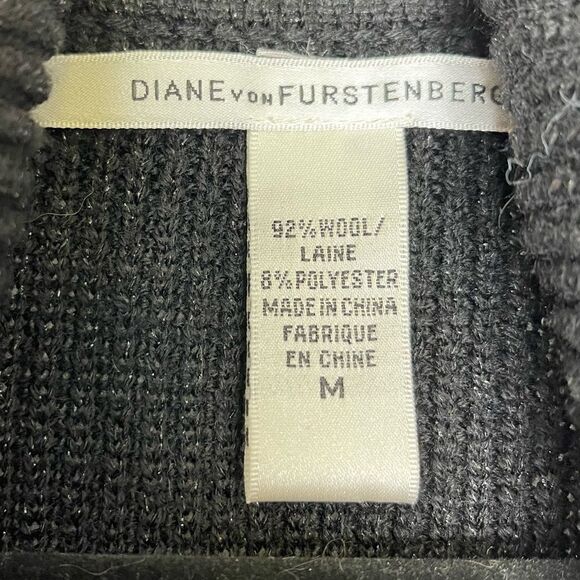 DIANE VON FURSTENBERG
92% WOOL/
LAINE
8% POLYESTER
MADE IN CHINA
FABRIQUE
EN CHINE
M